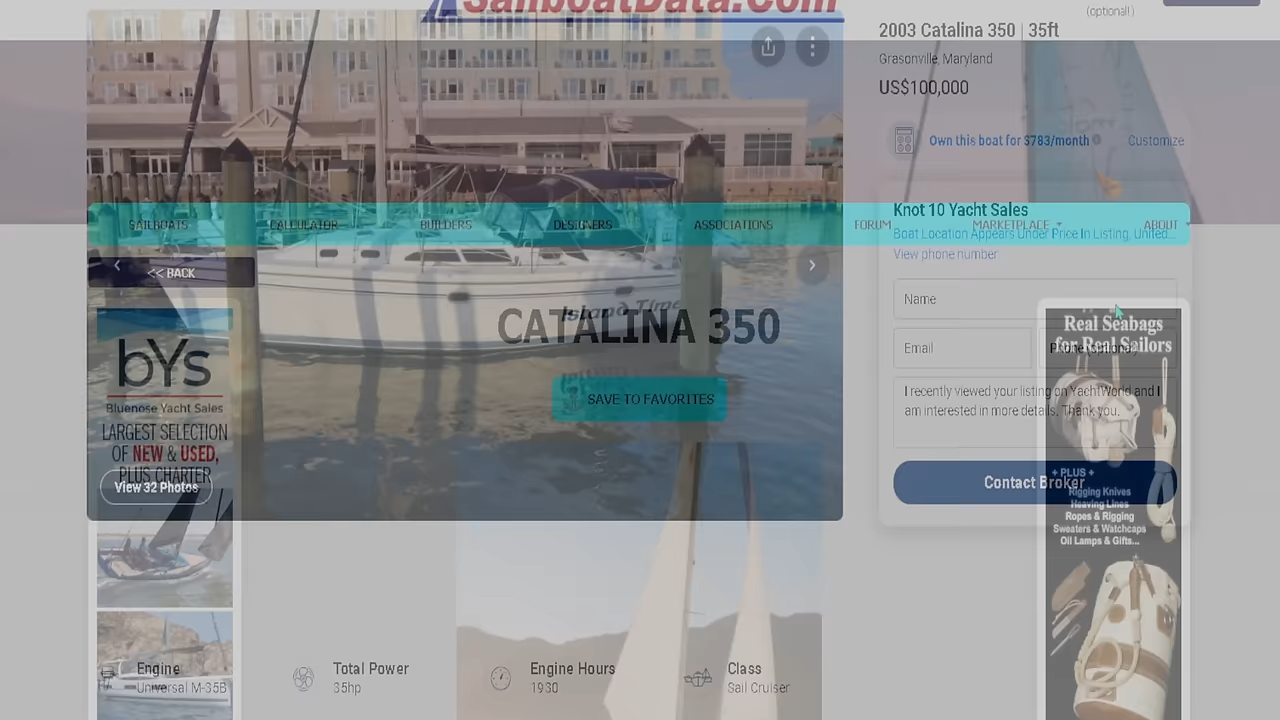 SailboatData.Com
(optional)
2003 Catalina 350 | 35ft
Grasonville, Maryland
US$100,000
Own this boat for $783/month
Customize
Knot 10 Yacht Sales
SAILBOATS
CALCULATOR
BUILDERS
DESIGNERS
ASSOCIATIONS
FORUM
MARKETPLACE
ABOUT
Boat Location Appears Under Price In Listing, United...
View phone number
<< BACK
Name
Island Time
CATALINA 350
Real Seabags
for Real Sailors
Email
Phone (optional)
bYs
Bluenose Yacht Sales
LARGEST SELECTION
OF NEW & USED,
PLUS CHARTER
SAVE TO FAVORITES
I recently viewed your listing on YachtWorld and I
am interested in more details. Thank you.
View 32 Photos
Contact Broker
+ PLUS +
Rigging Knives
Heaving Lines
Ropes & Rigging
Sweaters & Watchcaps
Oil Lamps & Gifts...
Engine
Universal M-35B
Total Power
35hp
Engine Hours
1930
Class
Sail Cruiser